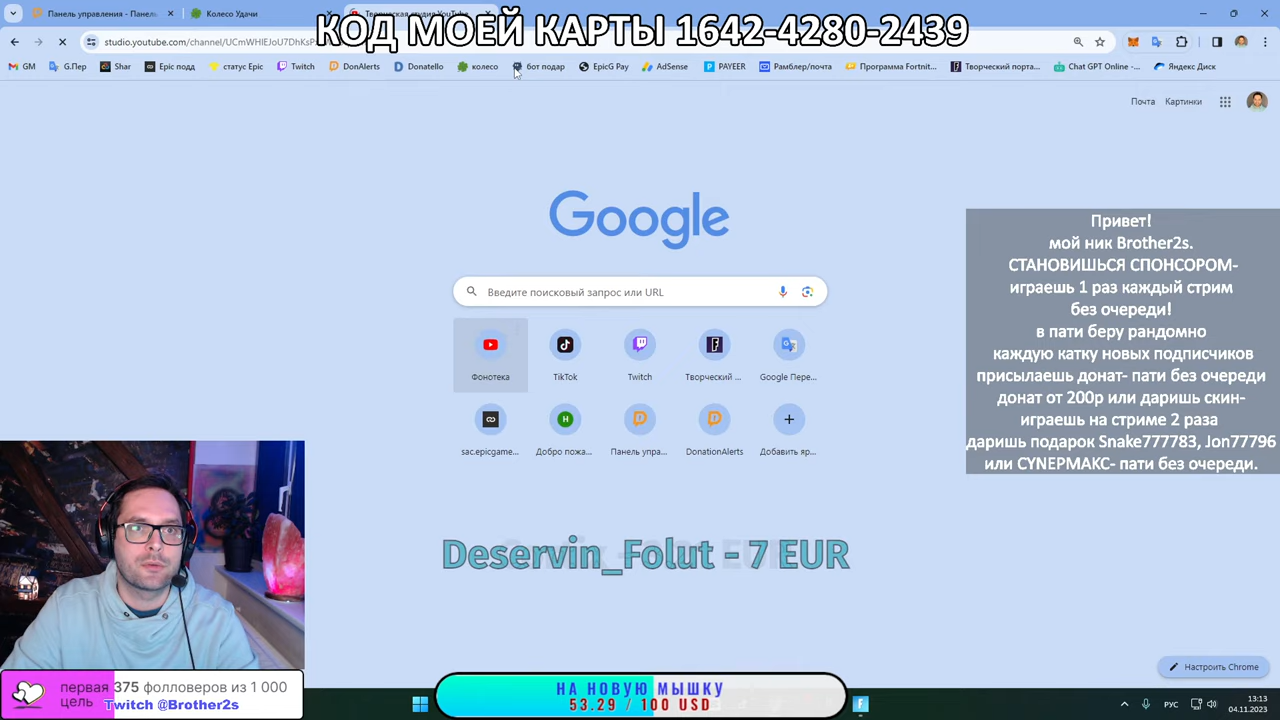 Панель управления - Панель
Колесо Удачи
Творческая студия YouTube
КОД МОЕЙ КАРТЫ 1642-4280-2439
studio.youtube.com/channel/UCmWHlEJoU7DhKsP
GM
G.Пер
Shar
Epic подд
статус Epic
Twitch
DonAlerts
Donatello
колесо
бот подар
EpicG Pay
AdSense
PAYEER
Рамблер/почта
Программа Fortnit...
Творческий порта...
Chat GPT Online -...
Яндекс Диск
Почта
Картинки
Google
Введите поисковый запрос или URL
Фонотека
TikTok
Twitch
Творческий ...
Google Пере...
sac.epicgame...
Добро пожа...
Панель упра...
DonationAlerts
Добавить яр...
Привет!
мой ник Brother2s.
СТАНОВИШЬСЯ СПОНСОРОМ-
играешь 1 раз каждый стрим
без очереди!
в пати беру рандомно
каждую катку новых подписчиков
присылаешь донат- пати без очереди
донат от 200р или даришь скин-
играешь на стриме 2 раза
даришь подарок Snake777783, Jon77796
или СУNЕРМАКС- пати без очереди.
Deservin_Folut - 7 EUR
Настроить Chrome
первая 375 фолловеров из 1 000
цель
Twitch @Brother2s
НА НОВУЮ МЫШКУ
53.29 / 100 USD
РУС
13:13
04.11.2023